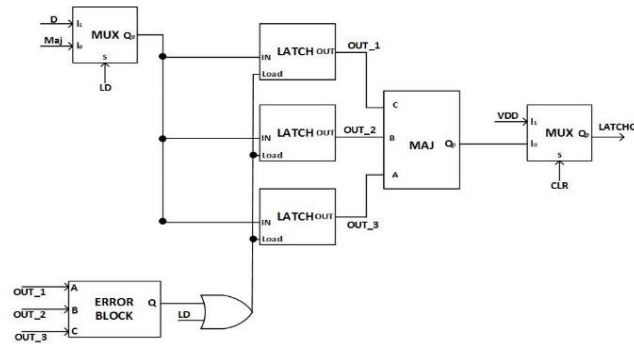 D
I₁
MUX
Q₀
Maj
I₀
S
LD
LATCH
OUT
IN
Load
OUT_1
LATCH
OUT
IN
Load
OUT_2
LATCH
OUT
IN
Load
OUT_3
C
B
MAJ
Q₀
A
VDD
I₁
MUX
Q₀
LATCHO
I₀
S
CLR
OUT_1
A
ERROR
BLOCK
Q
OUT_2
B
OUT_3
C
LD